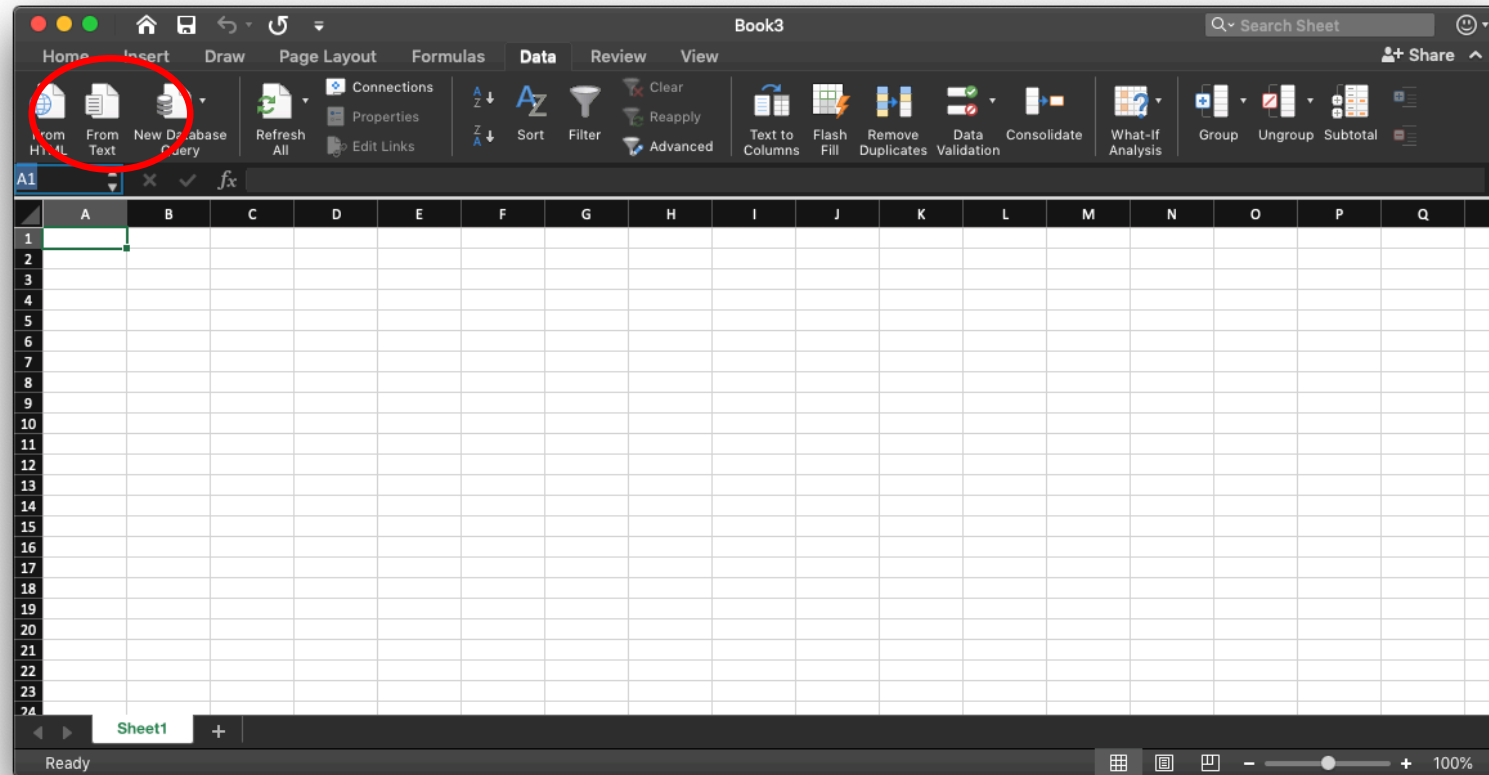 Book3
Search Sheet
Home Insert Draw Page Layout Formulas Data Review View
Share
From HTML
From Text
New Database Query
Refresh All
Connections
Properties
Edit Links
Sort
Filter
Clear
Reapply
Advanced
Text to Columns
Flash Fill
Remove Duplicates
Data Validation
Consolidate
What-If Analysis
Group
Ungroup
Subtotal
A1
fx
A B C D E F G H I J K L M N O P Q
1
2
3
4
5
6
7
8
9
10
11
12
13
14
15
16
17
18
19
20
21
22
23
24
Sheet1
Ready
100%